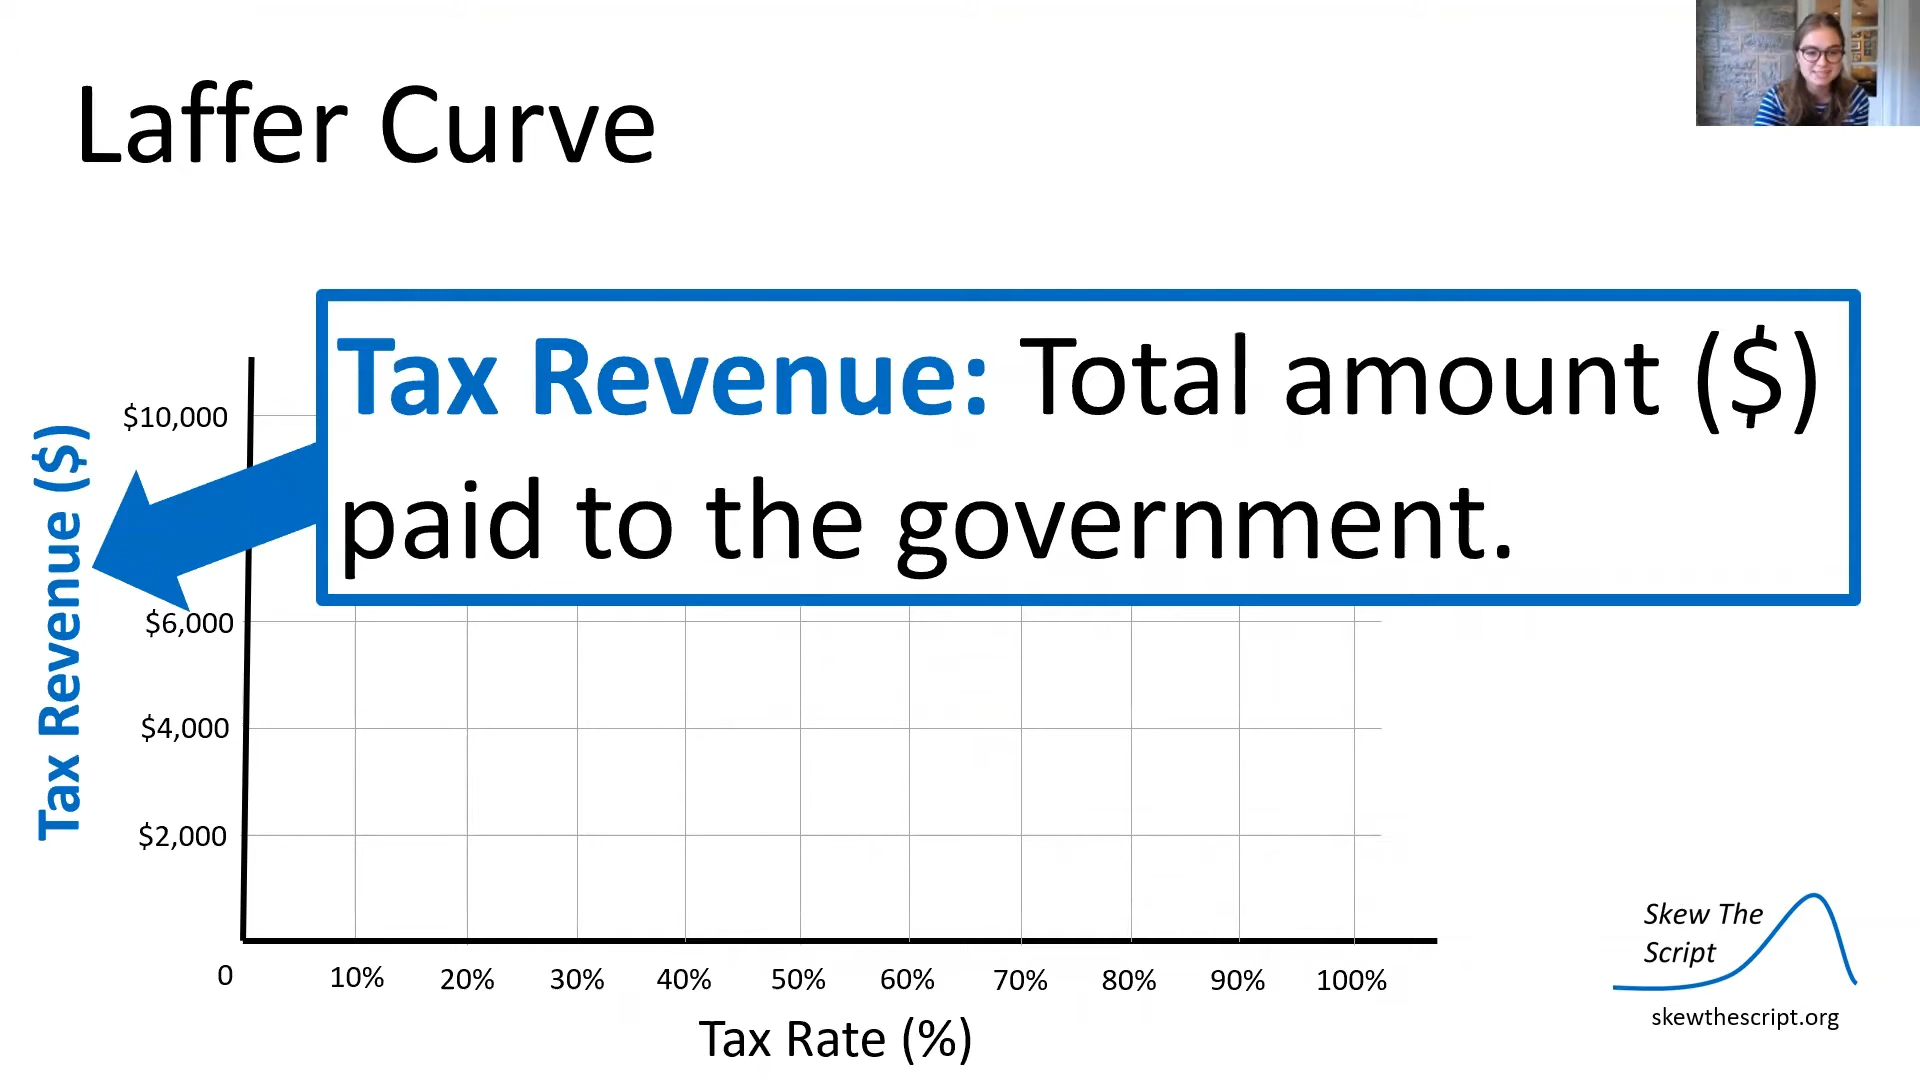 Laffer Curve
Tax Revenue: Total amount ($)
paid to the government.
Tax Revenue ($)
$10,000
$6,000
$4,000
$2,000
0
10%
20%
30%
40%
50%
60%
70%
80%
90%
100%
Tax Rate (%)
Skew The
Script
skewthescript.org